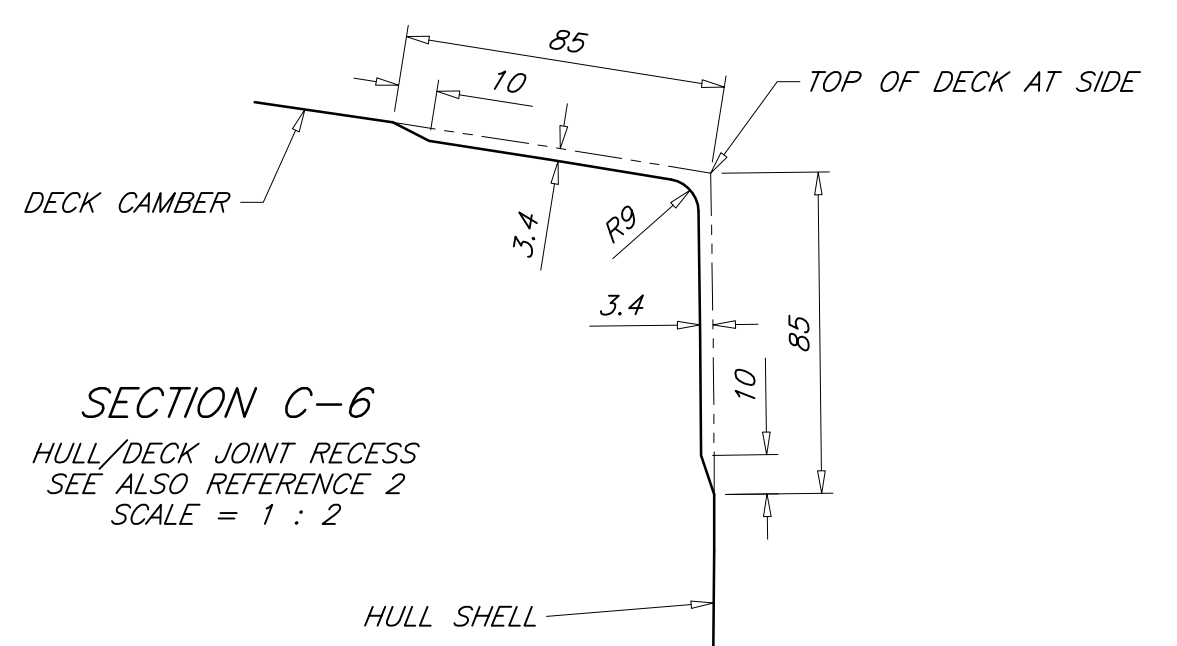 85
10
TOP OF DECK AT SIDE
DECK CAMBER
3.4
R9
3.4
85
10
SECTION C-6
HULL/DECK JOINT RECESS
SEE ALSO REFERENCE 2
SCALE = 1 : 2
HULL SHELL